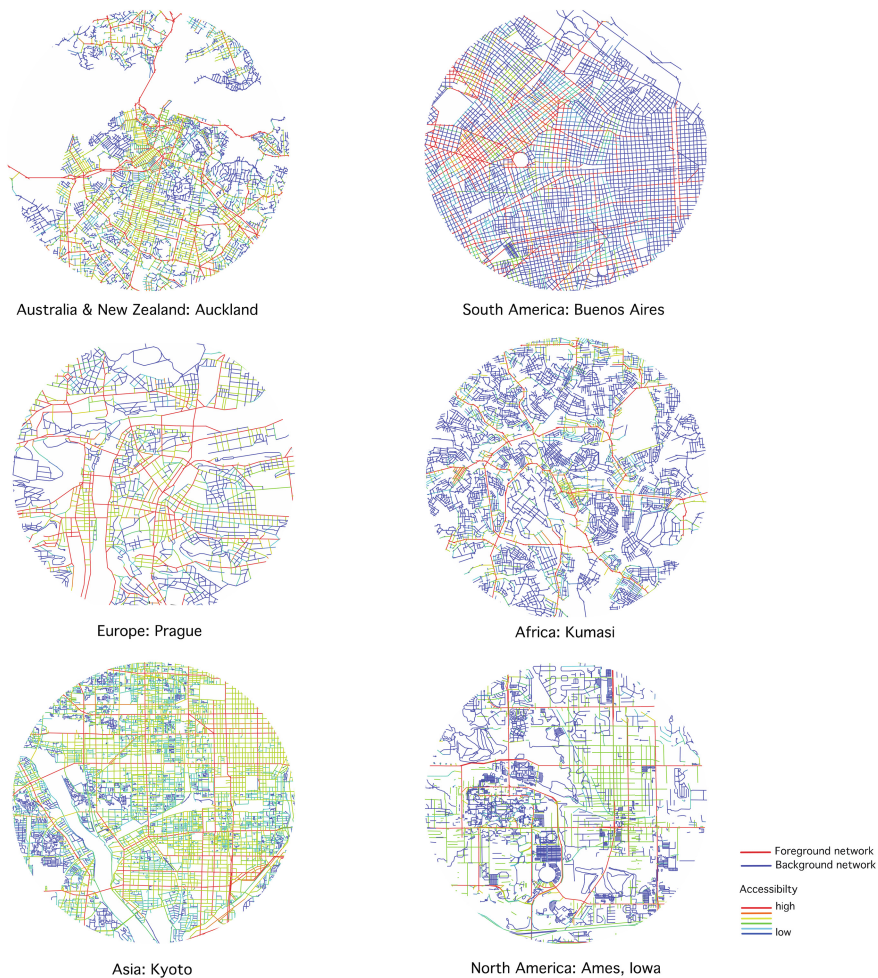 Australia & New Zealand: Auckland
South America: Buenos Aires
Europe: Prague
Africa: Kumasi
Asia: Kyoto
North America: Ames, Iowa
Foreground network
Background network
Accessibilty
high
low